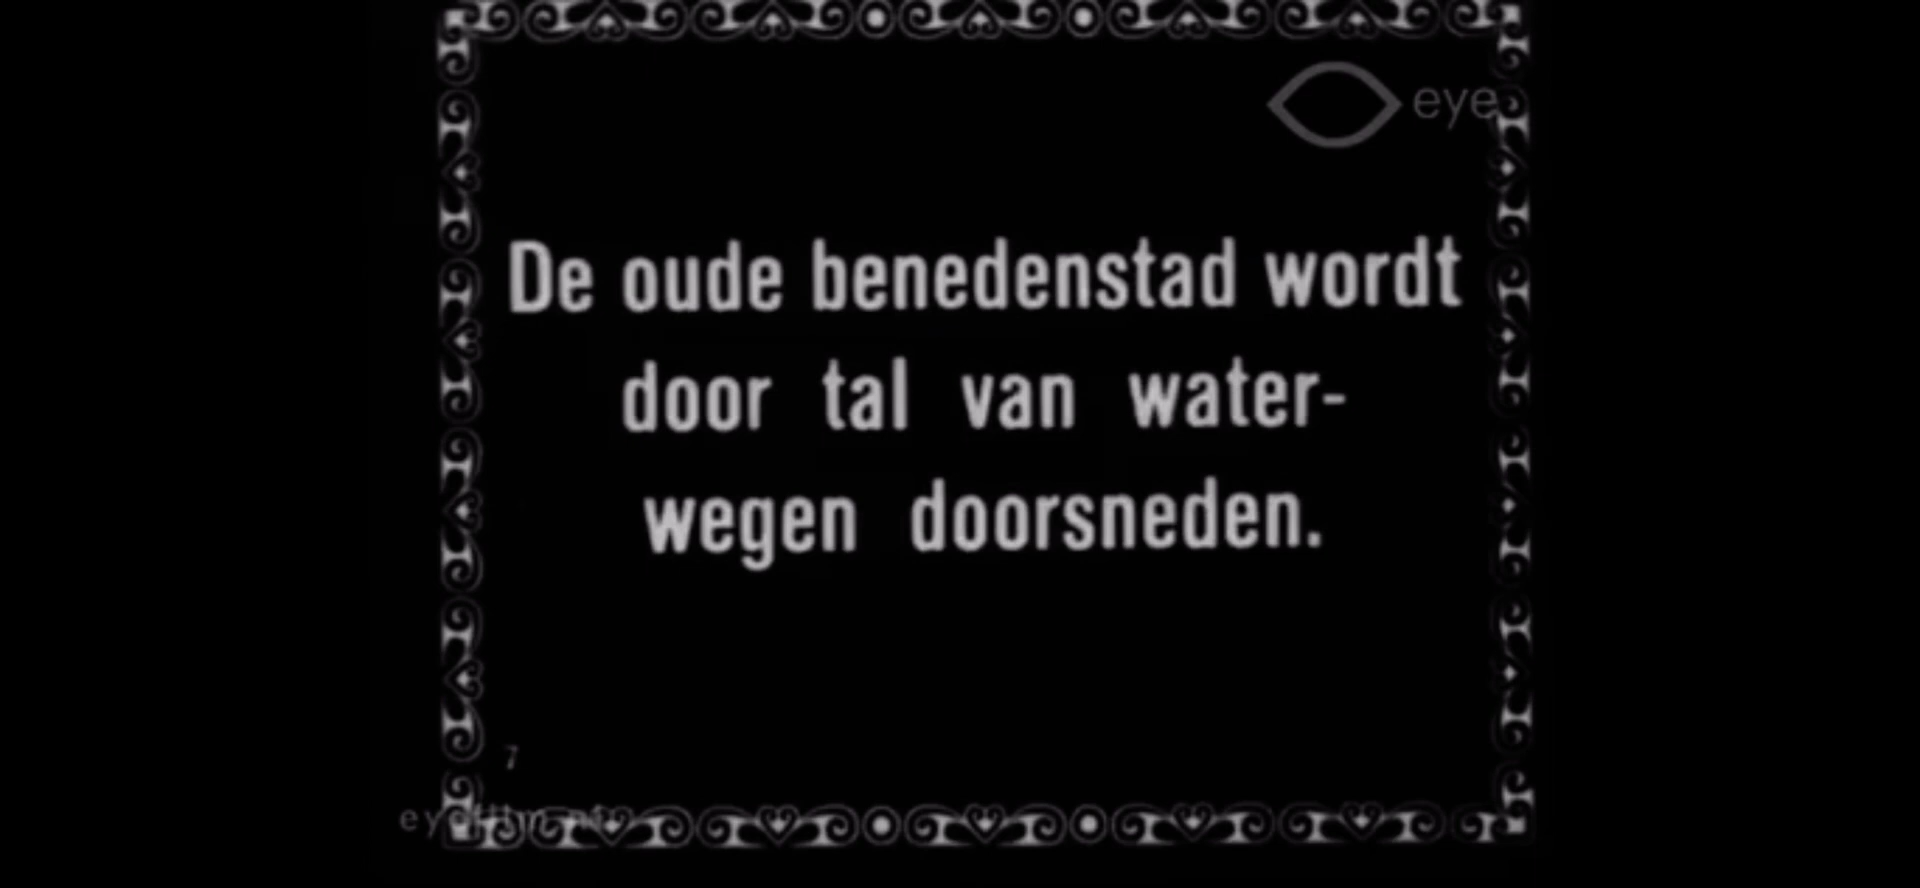 eye
De oude benedenstad wordt
door tal van water-
wegen doorsneden.
7